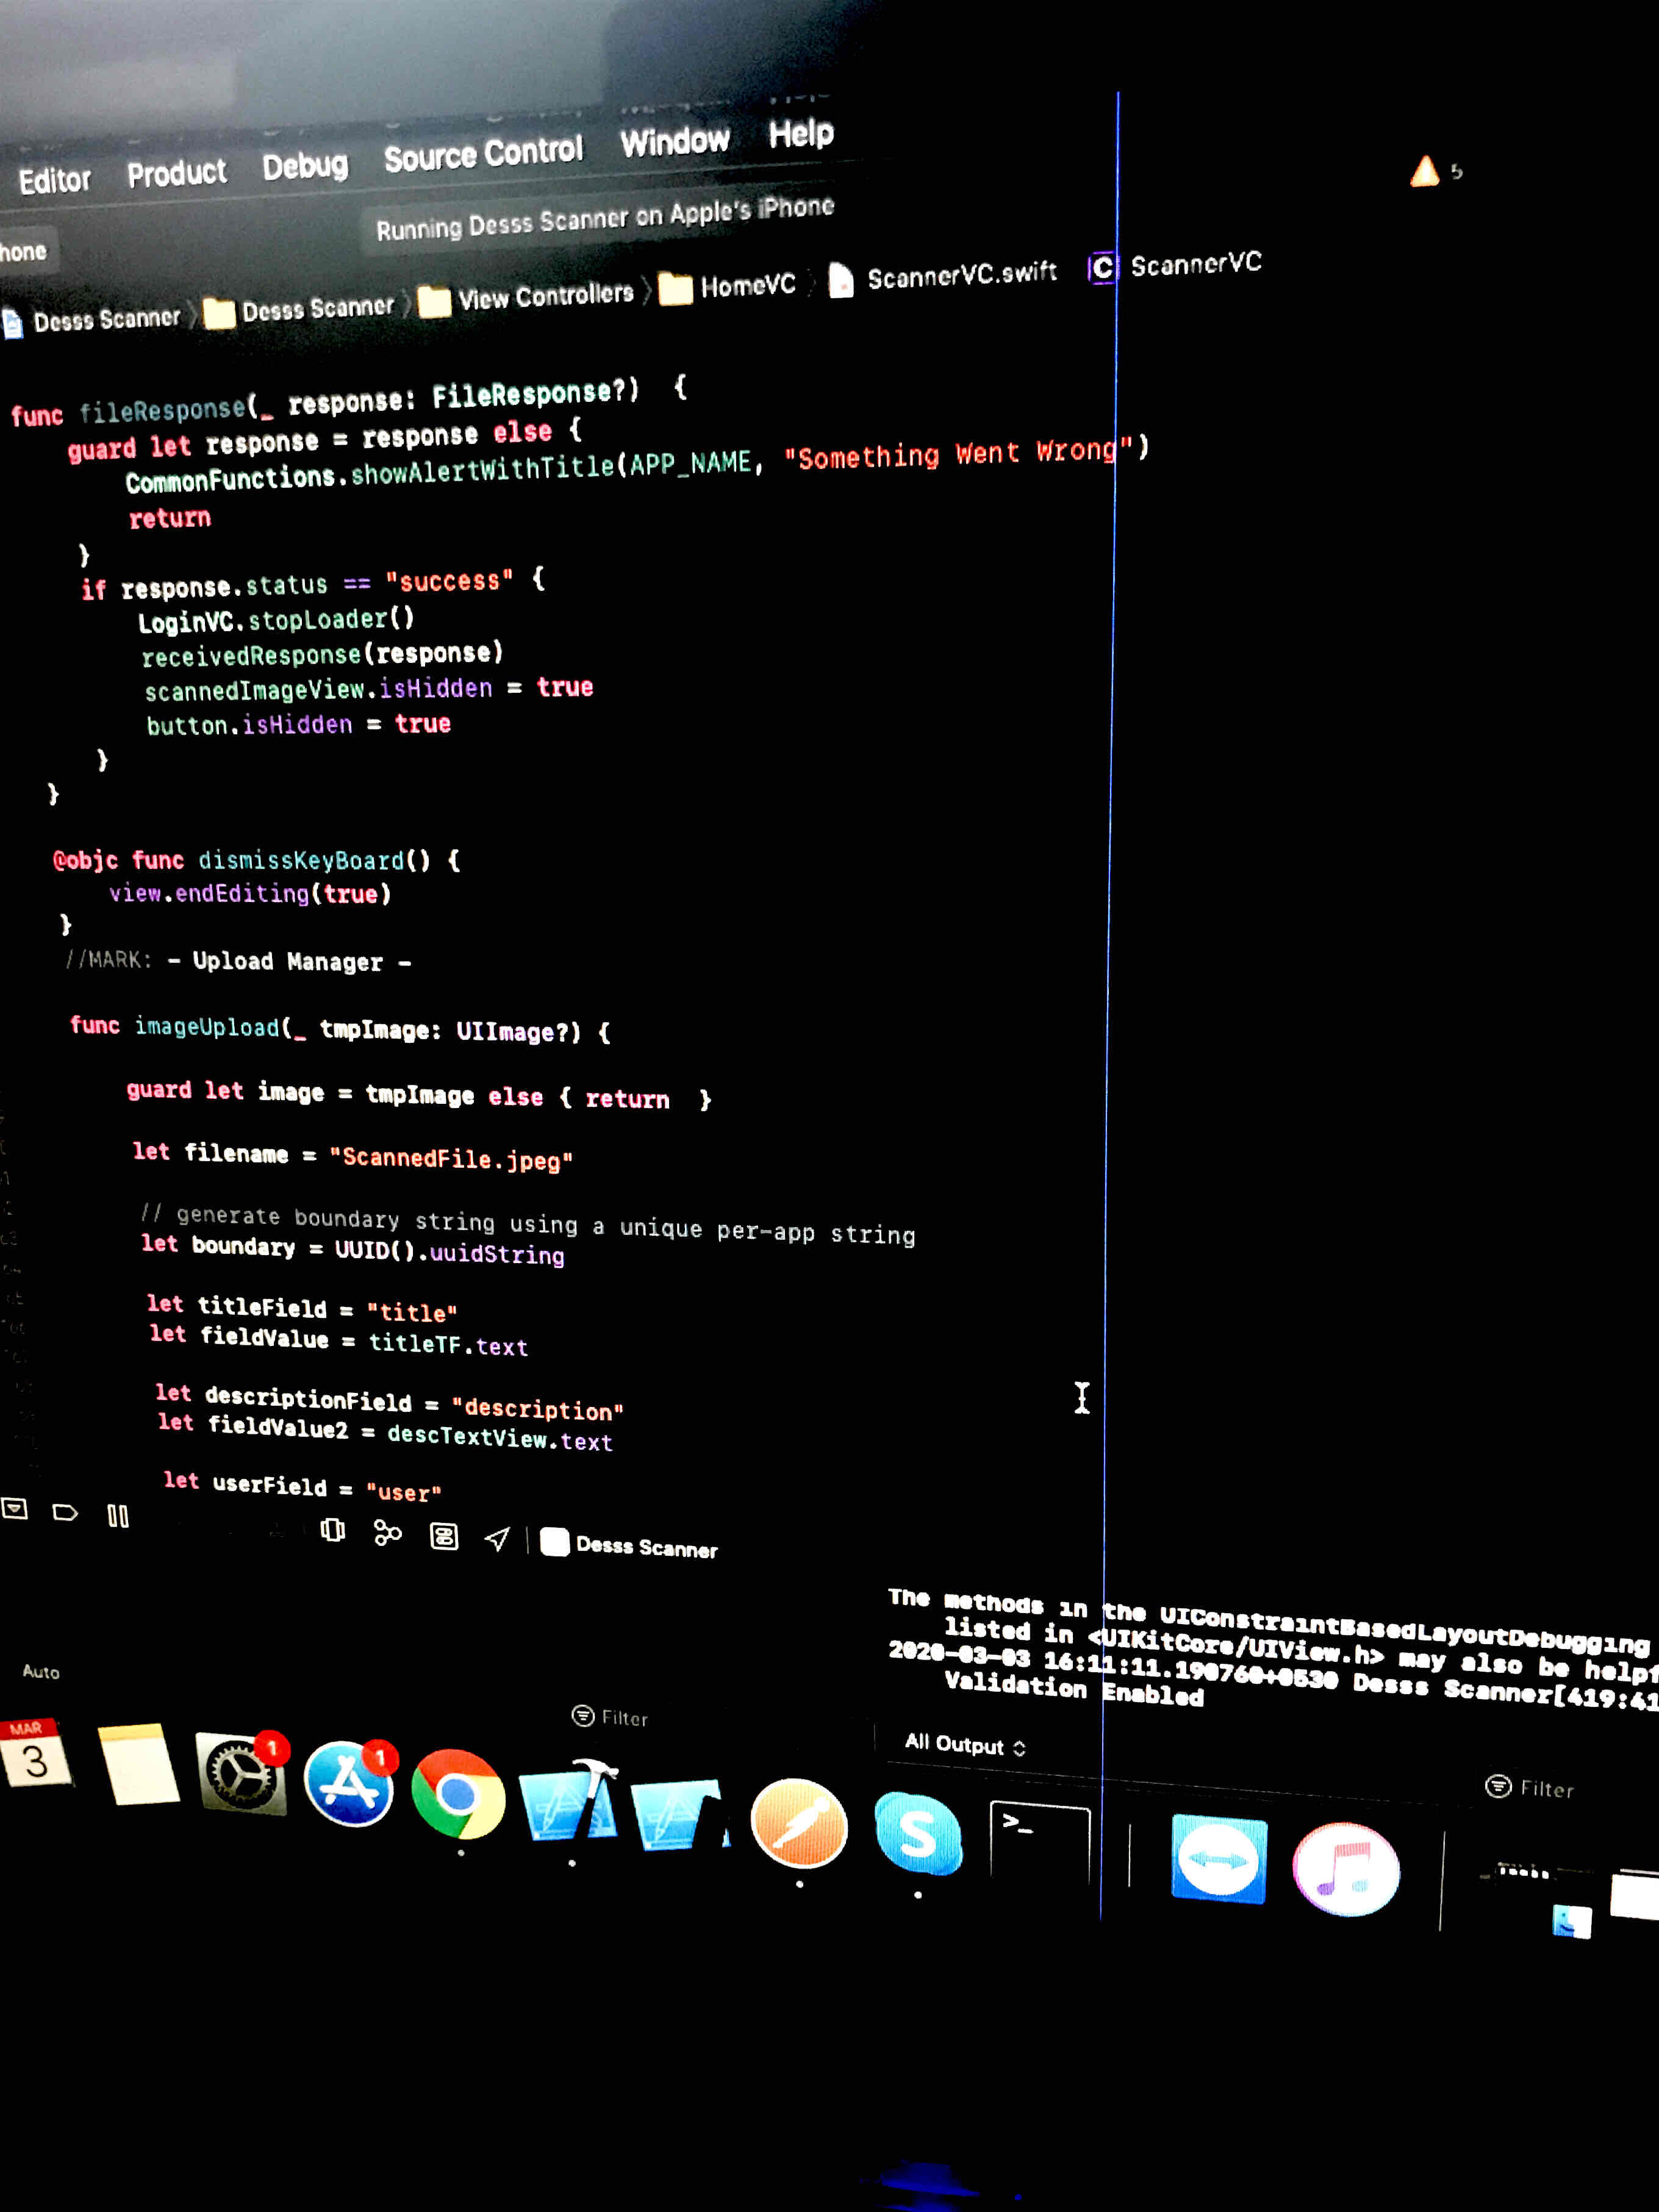 Editor Product Debug Source Control Window Help
5
Running Desss Scanner on Apple's iPhone
hone
Desss Scanner Desss Scanner View Controllers HomeVC ScannerVC.swift C ScannerVC
func fileResponse(_ response: FileResponse?) {
guard let response = response else {
CommonFunctions.showAlertWithTitle(APP_NAME, "Something Went Wrong")
return
}
if response.status == "success" {
LoginVC.stopLoader()
receivedResponse(response)
scannedImageView.isHidden = true
button.isHidden = true
}
}
@objc func dismissKeyBoard() {
view.endEditing(true)
}
//MARK: - Upload Manager -
func imageUpload(_ tmpImage: UIImage?) {
guard let image = tmpImage else { return }
let filename = "ScannedFile.jpeg"
// generate boundary string using a unique per-app string
let boundary = UUID().uuidString
let titleField = "title"
let fieldValue = titleTF.text
let descriptionField = "description"
let fieldValue2 = descTextView.text
let userField = "user"
Desss Scanner
The methods in the UIConstraintBasedLayoutDebugging
listed in <UIKitCore/UIView.h> may also be helpf
2020-03-03 16:11:11.190760+0530 Desss Scanner[419:41
Validation Enabled
Auto
Filter
All Output
Filter
MAR
3
1
1
S
>_